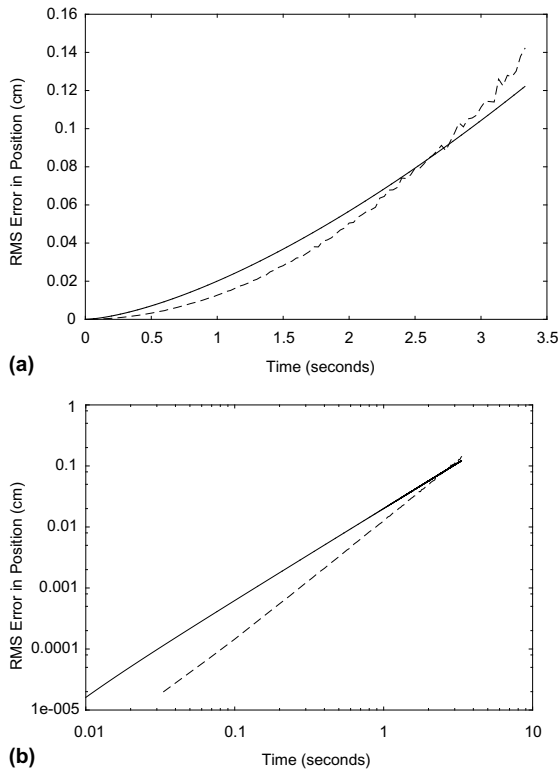 0.16
0.14
0.12
0.1
0.08
0.06
0.04
0.02
0
RMS Error in Position (cm)
0 0.5 1 1.5 2 2.5 3 3.5
Time (seconds)
(a)
1
0.1
0.01
0.001
0.0001
1e-005
RMS Error in Position (cm)
0.01 0.1 1 10
Time (seconds)
(b)